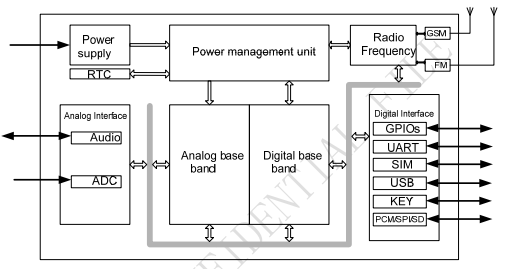 Power
supply
RTC
Power management unit
Radio
Frequency
GSM
FM
Analog Interface
Audio
ADC
Analog base
band
Digital base
band
Digital Interface
GPIOs
UART
SIM
USB
KEY
PCM/SPI/SD